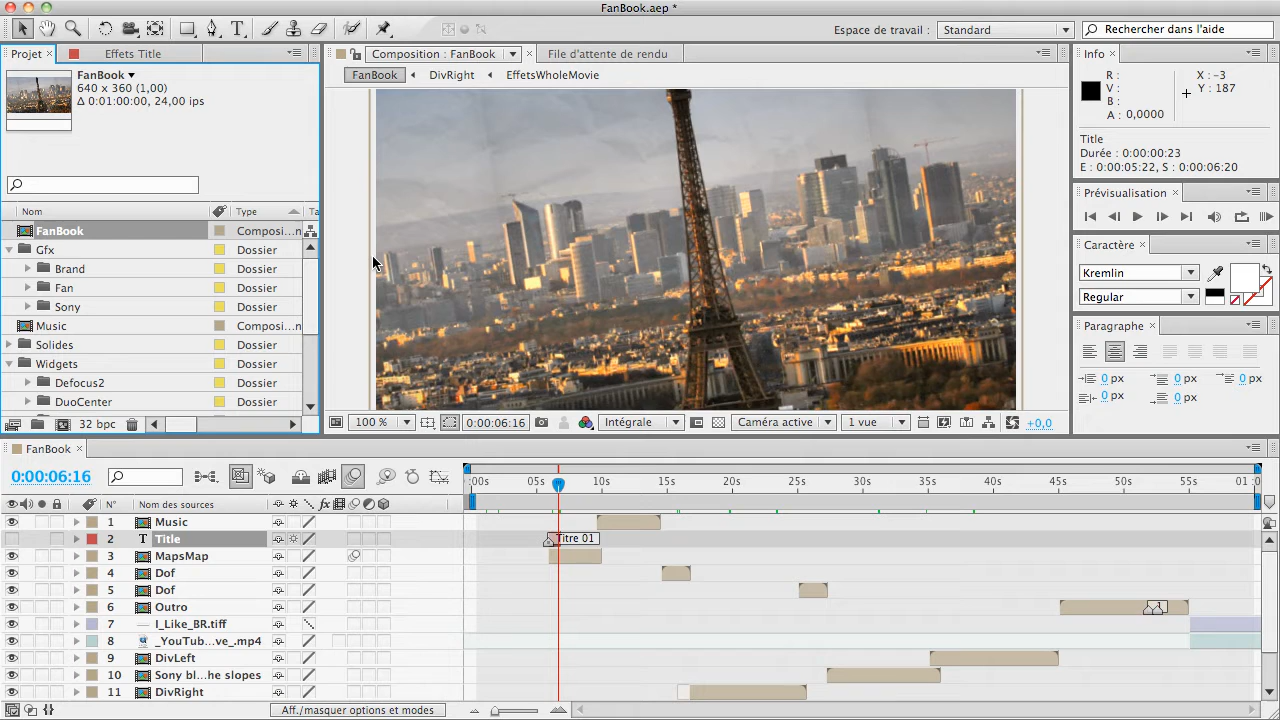 FanBook.aep *
Espace de travail : Standard
Rechercher dans l'aide
Projet × Effets Title
FanBook
640 x 360 (1,00)
Δ 0:01:00:00, 24,00 ips
Nom Type Ta
FanBook Composi...n
Gfx Dossier
Brand Dossier
Fan Dossier
Sony Dossier
Music Composi...n
Solides Dossier
Widgets Dossier
Defocus2 Dossier
DuoCenter Dossier
32 bpc
Composition : FanBook × File d'attente de rendu
FanBook DivRight EffetsWholeMovie
100 % 0:00:06:16 Intégrale Caméra active 1 vue +0,0
Info ×
R : X : -3
V : Y : 187
B :
A : 0,0000
Title
Durée : 0:00:00:23
E : 0:00:05:22, S : 0:00:06:20
Prévisualisation ×
Caractère ×
Kremlin
Regular
Paragraphe ×
0 px 0 px 0 px
0 px 0 px
FanBook ×
0:00:06:16
:00s 05s 10s 15s 20s 25s 30s 35s 40s 45s 50s 55s 01:0
N° Nom des sources fx
1 Music
2 T Title Titre 01
3 MapsMap
4 Dof
5 Dof
6 Outro
7 I_Like_BR.tiff
8 _YouTub...ve_.mp4
9 DivLeft
10 Sony bl...he slopes
11 DivRight
Aff./masquer options et modes